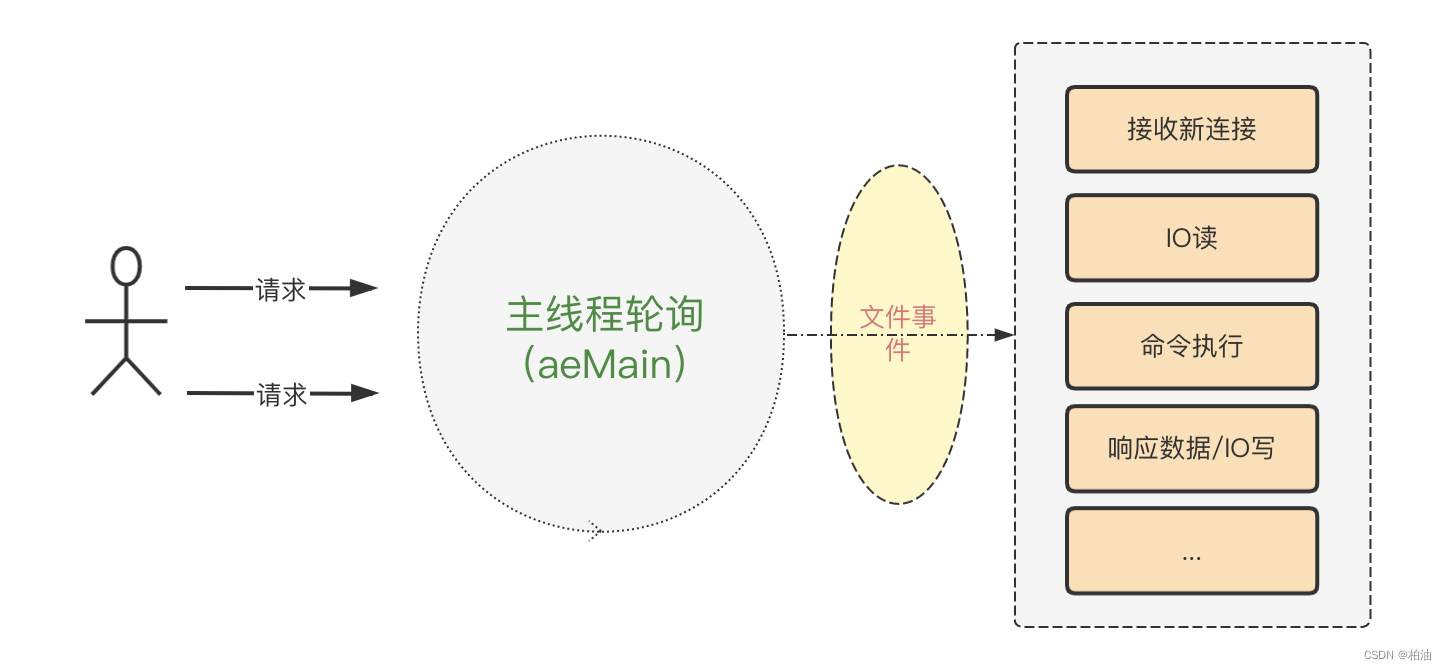 请求
请求
主线程轮询
(aeMain)
文件事
件
接收新连接
IO读
命令执行
响应数据/IO写
...
CSDN @柏油